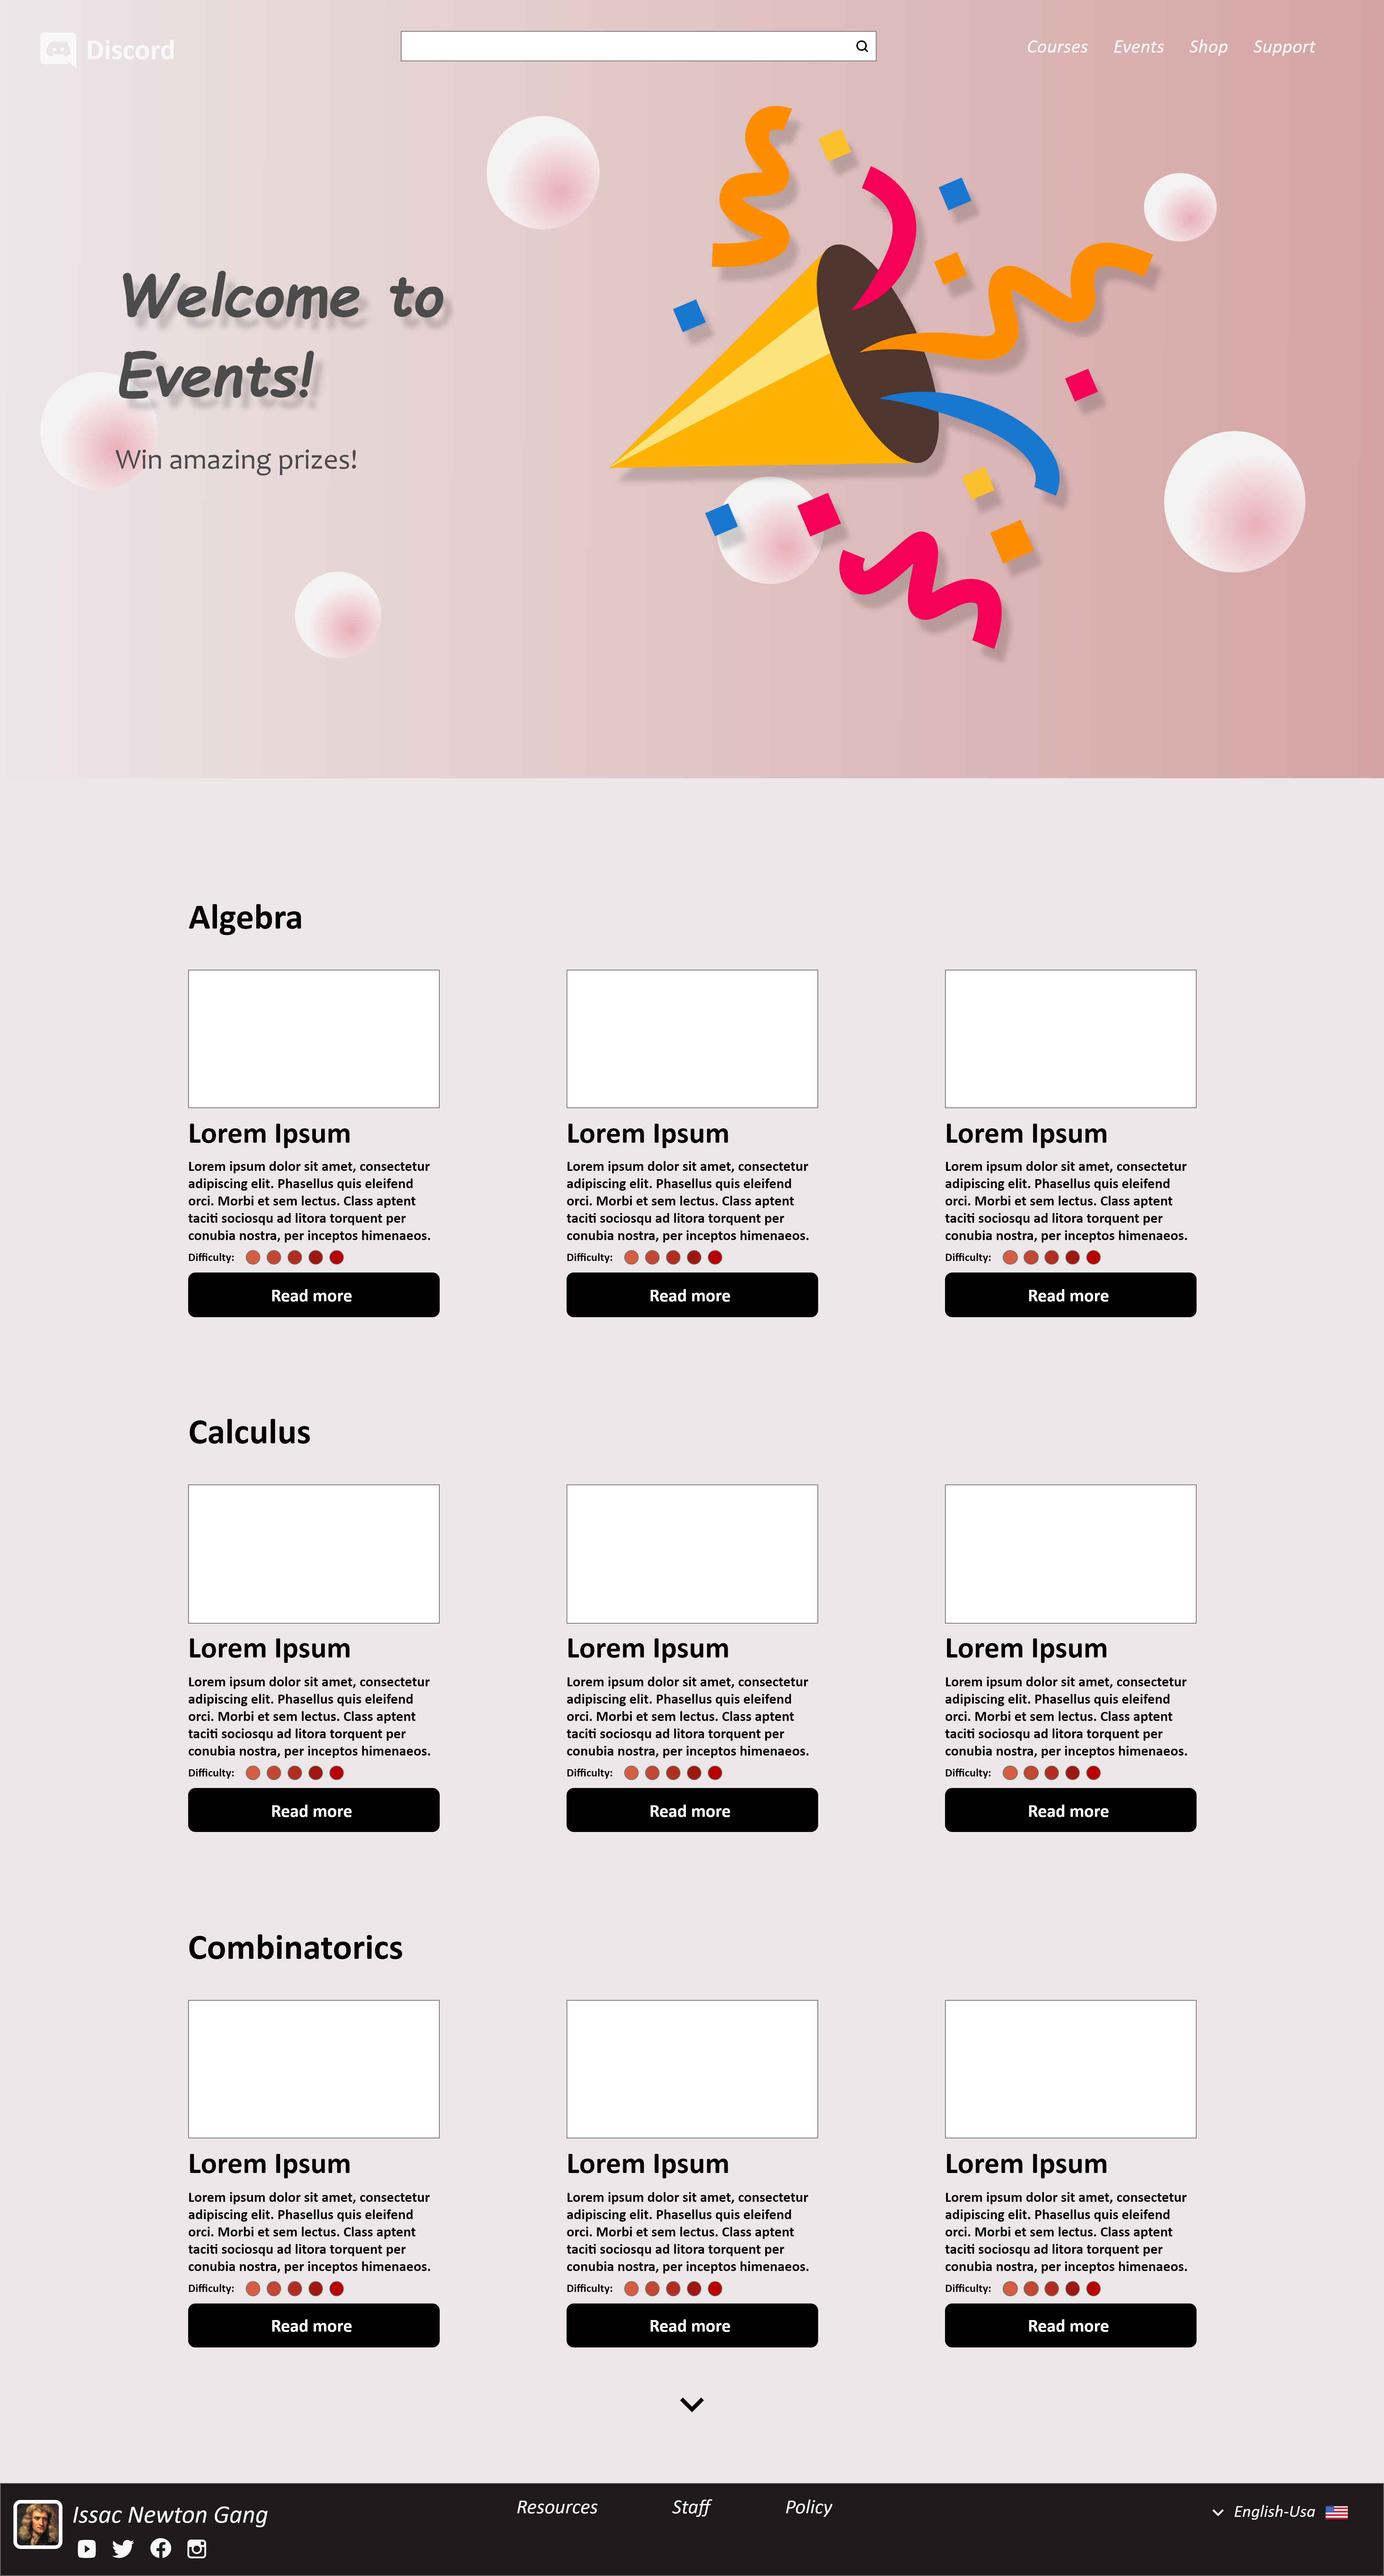 Discord
Courses Events Shop Support
Welcome to
Events!
Win amazing prizes!
Algebra
Lorem Ipsum
Lorem ipsum dolor sit amet, consectetur
adipiscing elit. Phasellus quis eleifend
orci. Morbi et sem lectus. Class aptent
taciti sociosqu ad litora torquent per
conubia nostra, per inceptos himenaeos.
Difficulty:
Read more
Lorem Ipsum
Lorem ipsum dolor sit amet, consectetur
adipiscing elit. Phasellus quis eleifend
orci. Morbi et sem lectus. Class aptent
taciti sociosqu ad litora torquent per
conubia nostra, per inceptos himenaeos.
Difficulty:
Read more
Lorem Ipsum
Lorem ipsum dolor sit amet, consectetur
adipiscing elit. Phasellus quis eleifend
orci. Morbi et sem lectus. Class aptent
taciti sociosqu ad litora torquent per
conubia nostra, per inceptos himenaeos.
Difficulty:
Read more
Calculus
Lorem Ipsum
Lorem ipsum dolor sit amet, consectetur
adipiscing elit. Phasellus quis eleifend
orci. Morbi et sem lectus. Class aptent
taciti sociosqu ad litora torquent per
conubia nostra, per inceptos himenaeos.
Difficulty:
Read more
Lorem Ipsum
Lorem ipsum dolor sit amet, consectetur
adipiscing elit. Phasellus quis eleifend
orci. Morbi et sem lectus. Class aptent
taciti sociosqu ad litora torquent per
conubia nostra, per inceptos himenaeos.
Difficulty:
Read more
Lorem Ipsum
Lorem ipsum dolor sit amet, consectetur
adipiscing elit. Phasellus quis eleifend
orci. Morbi et sem lectus. Class aptent
taciti sociosqu ad litora torquent per
conubia nostra, per inceptos himenaeos.
Difficulty:
Read more
Combinatorics
Lorem Ipsum
Lorem ipsum dolor sit amet, consectetur
adipiscing elit. Phasellus quis eleifend
orci. Morbi et sem lectus. Class aptent
taciti sociosqu ad litora torquent per
conubia nostra, per inceptos himenaeos.
Difficulty:
Read more
Lorem Ipsum
Lorem ipsum dolor sit amet, consectetur
adipiscing elit. Phasellus quis eleifend
orci. Morbi et sem lectus. Class aptent
taciti sociosqu ad litora torquent per
conubia nostra, per inceptos himenaeos.
Difficulty:
Read more
Lorem Ipsum
Lorem ipsum dolor sit amet, consectetur
adipiscing elit. Phasellus quis eleifend
orci. Morbi et sem lectus. Class aptent
taciti sociosqu ad litora torquent per
conubia nostra, per inceptos himenaeos.
Difficulty:
Read more
Issac Newton Gang
Resources Staff Policy
English-Usa